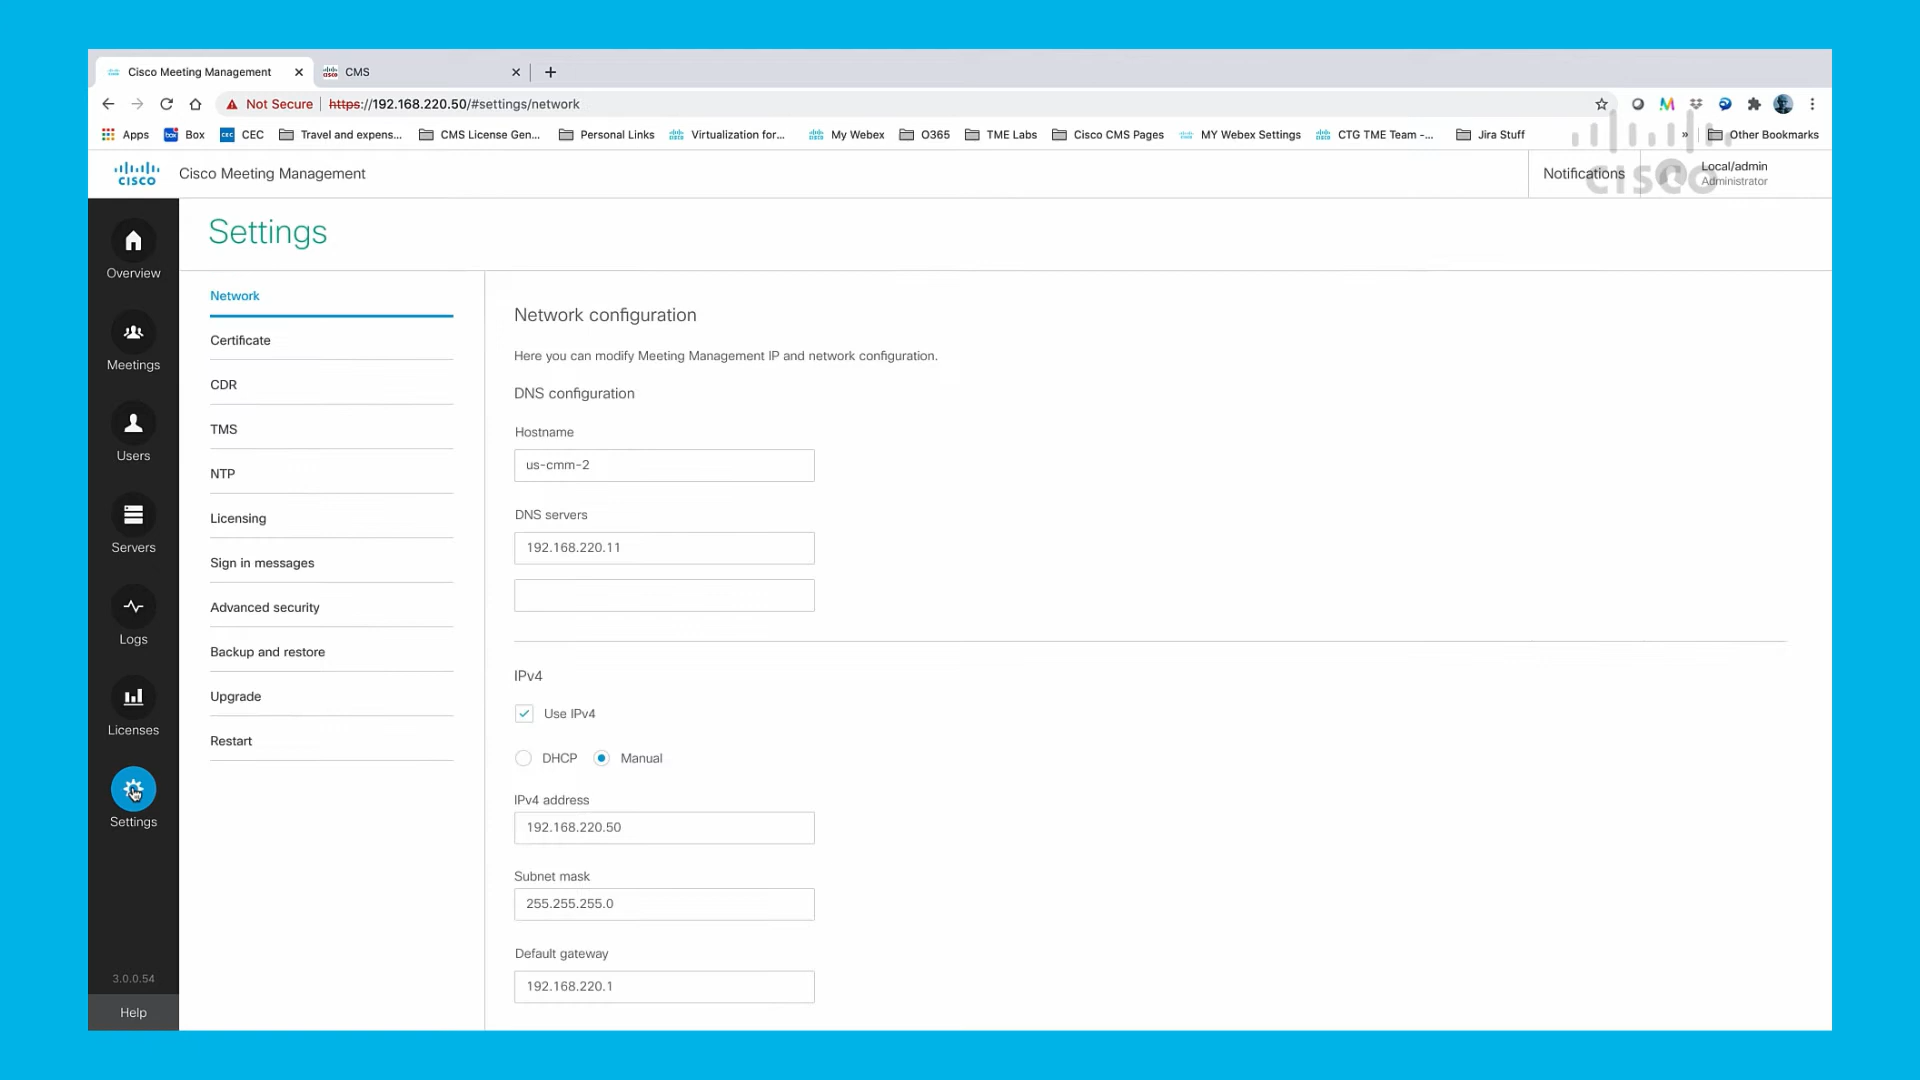 Cisco Meeting Management
CMS
Not Secure | https://192.168.220.50/#settings/network
Apps
Box
CEC
Travel and expens...
CMS License Gen...
Personal Links
Virtualization for...
My Webex
O365
TME Labs
Cisco CMS Pages
MY Webex Settings
CTG TME Team -...
Jira Stuff
»
Other Bookmarks
CISCO
Cisco Meeting Management
Notifications
Local/admin
Administrator
CISCO
Overview
Meetings
Users
Servers
Logs
Licenses
Settings
3.0.0.54
Help
Settings
Network
Certificate
CDR
TMS
NTP
Licensing
Sign in messages
Advanced security
Backup and restore
Upgrade
Restart
Network configuration
Here you can modify Meeting Management IP and network configuration.
DNS configuration
Hostname
us-cmm-2
DNS servers
192.168.220.11
IPv4
Use IPv4
DHCP
Manual
IPv4 address
192.168.220.50
Subnet mask
255.255.255.0
Default gateway
192.168.220.1